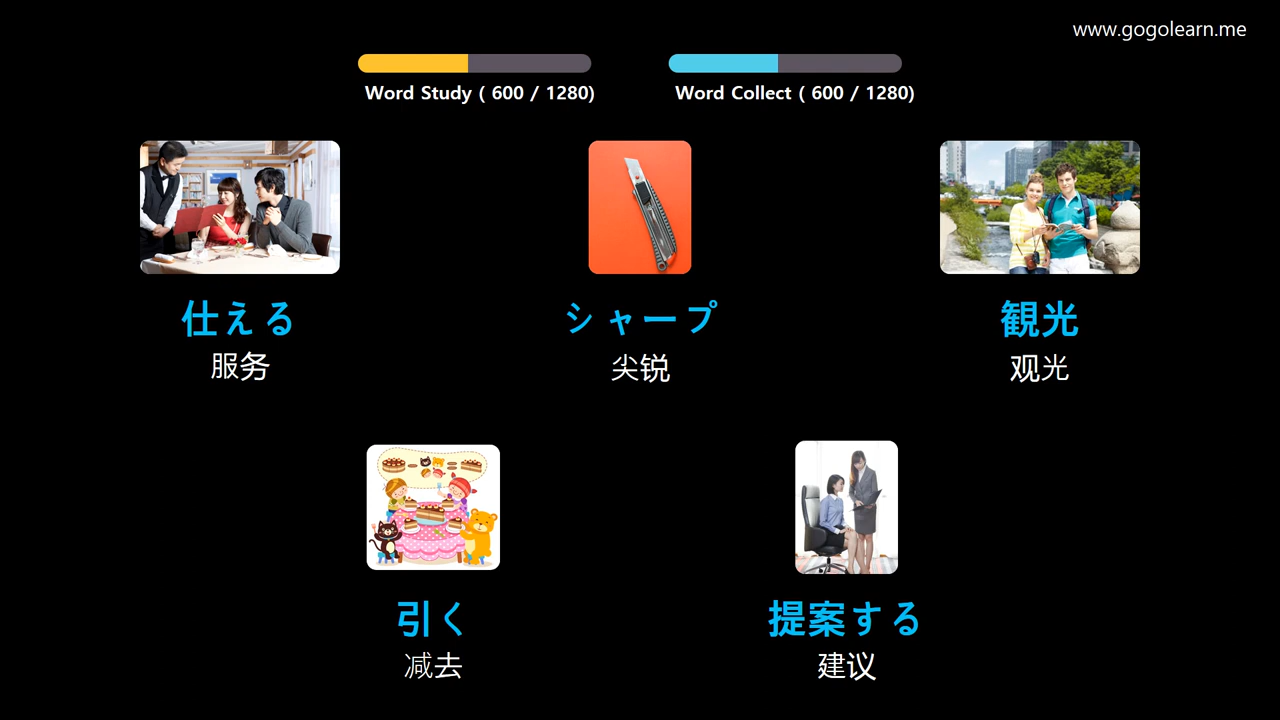 www.gogolearn.me
Word Study ( 600 / 1280)
Word Collect ( 600 / 1280)
仕える
服务
シャープ
尖锐
観光
观光
引く
减去
提案する
建议